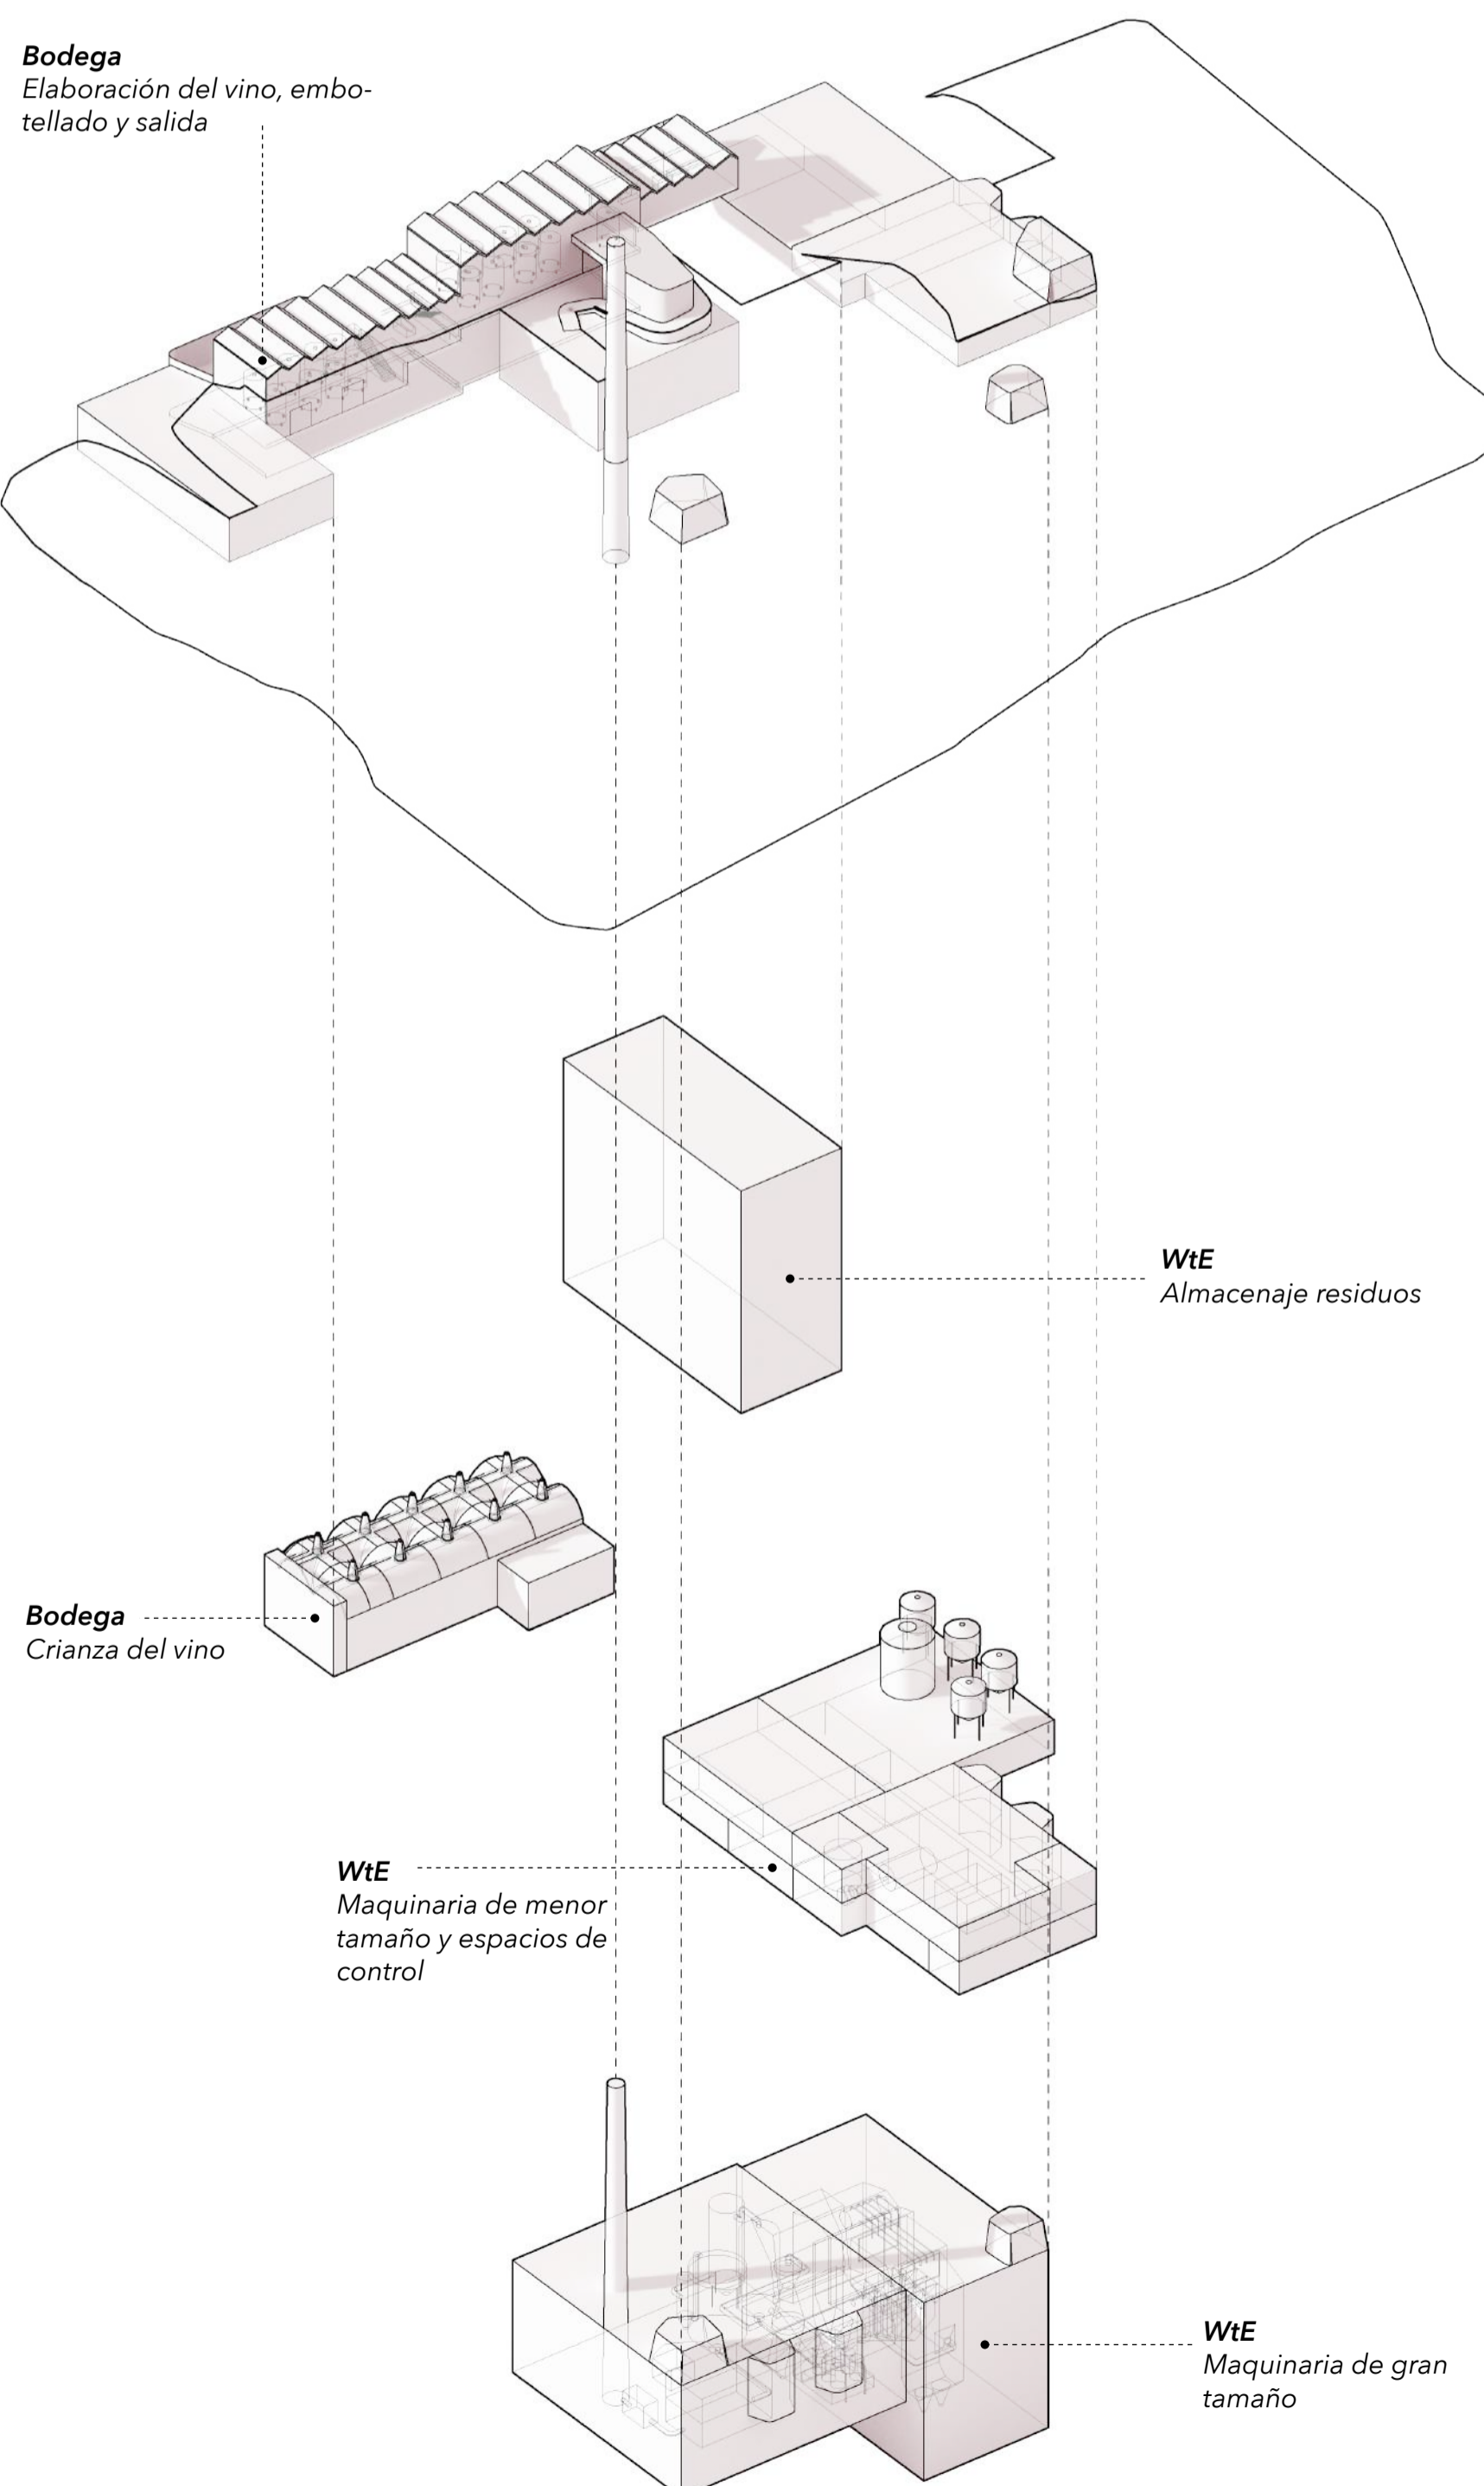 Bodega
Elaboración del vino, embo-
tellado y salida
WtE
Almacenaje residuos
Bodega
Crianza del vino
WtE
Maquinaria de menor
tamaño y espacios de
control
WtE
Maquinaria de gran
tamaño